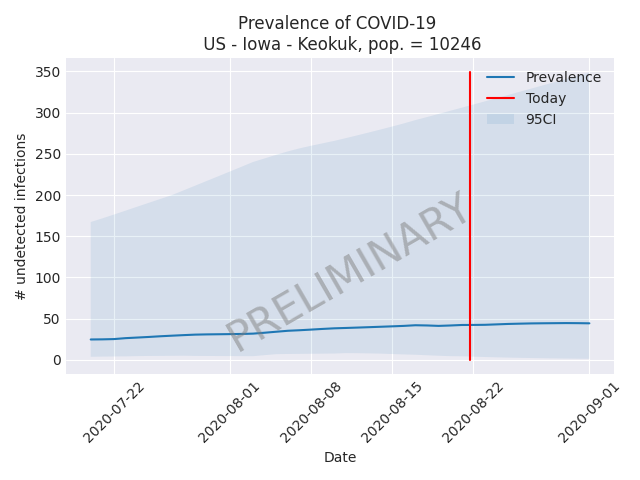 Prevalence of COVID-19
US - Iowa - Keokuk, pop. = 10246
# undetected infections
350
300
250
200
150
100
50
0
Prevalence
Today
95CI
PRELIMINARY
2020-07-22
2020-08-01
2020-08-08
2020-08-15
2020-08-22
2020-09-01
Date